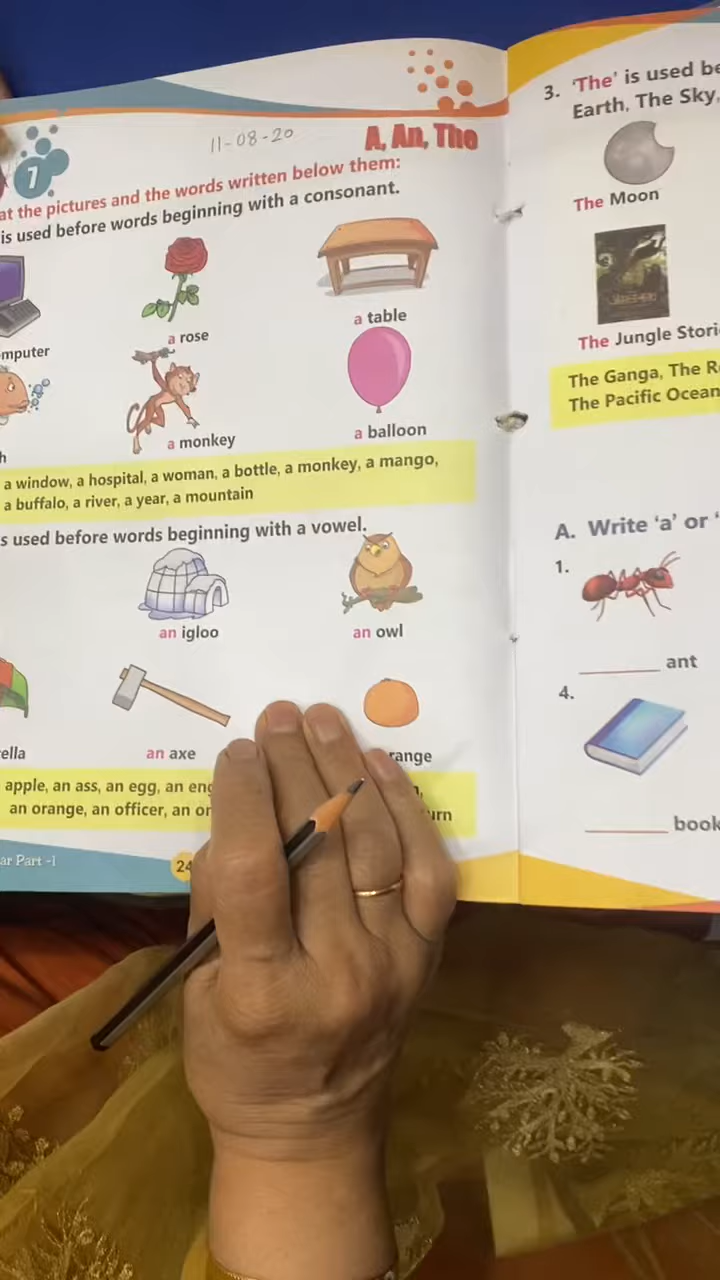 11-08-20
A, An, The
7
at the pictures and the words written below them:
is used before words beginning with a consonant.
a rose
a table
mputer
a monkey
a balloon
h
a window, a hospital, a woman, a bottle, a monkey, a mango,
a buffalo, a river, a year, a mountain
s used before words beginning with a vowel.
an igloo
an owl
ella
an axe
range
apple, an ass, an egg, an eng
an orange, an officer, an or
urn
ar Part -1
24
3. 'The' is used be
Earth, The Sky,
The Moon
The Jungle Stori
The Ganga, The R
The Pacific Ocean
A. Write 'a' or '
1.
ant
4.
book